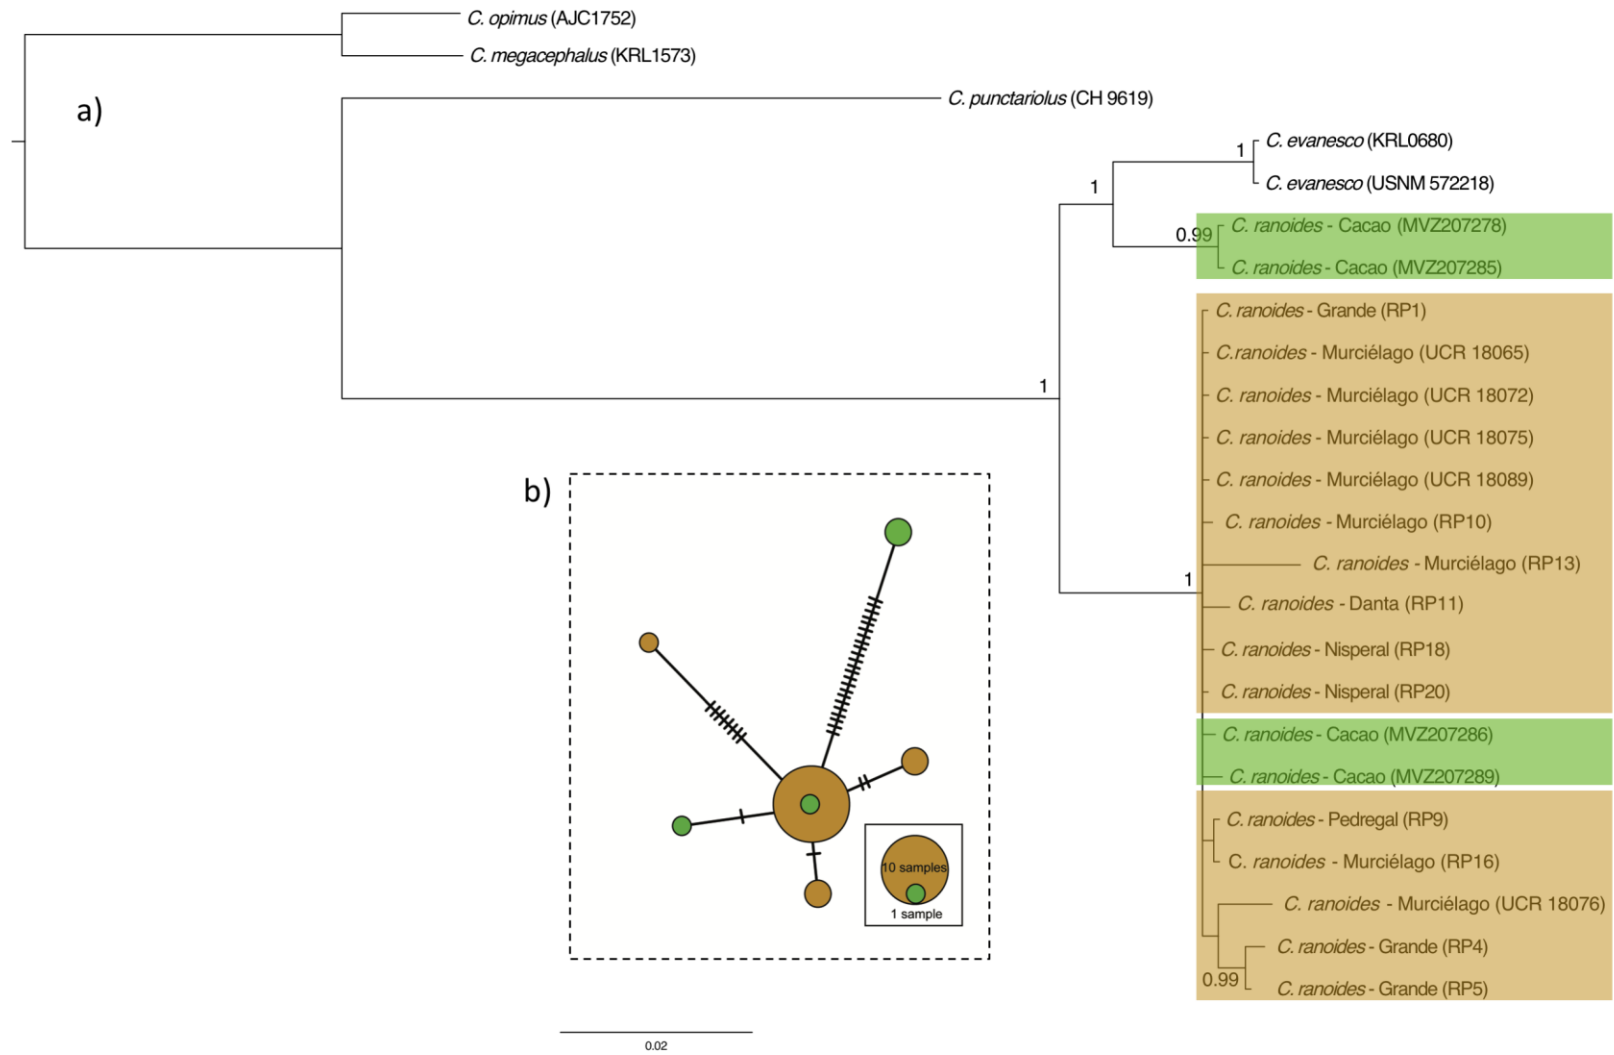 C. opimus (AJC1752)
C. megacephalus (KRL1573)
a)
C. punctariolus (CH 9619)
1
C. evanesco (KRL0680)
1
C. evanesco (USNM 572218)
0.99
C. ranoides - Cacao (MVZ207278)
C. ranoides - Cacao (MVZ207285)
C. ranoides - Grande (RP1)
C.ranoides - Murciélago (UCR 18065)
1
C. ranoides - Murciélago (UCR 18072)
C. ranoides - Murciélago (UCR 18075)
C. ranoides - Murciélago (UCR 18089)
C. ranoides - Murciélago (RP10)
C. ranoides - Murciélago (RP13)
1
C. ranoides - Danta (RP11)
C. ranoides - Nisperal (RP18)
C. ranoides - Nisperal (RP20)
C. ranoides - Cacao (MVZ207286)
C. ranoides - Cacao (MVZ207289)
C. ranoides - Pedregal (RP9)
C. ranoides - Murciélago (RP16)
C. ranoides - Murciélago (UCR 18076)
C. ranoides - Grande (RP4)
0.99
C. ranoides - Grande (RP5)
b)
10 samples
1 sample
0.02